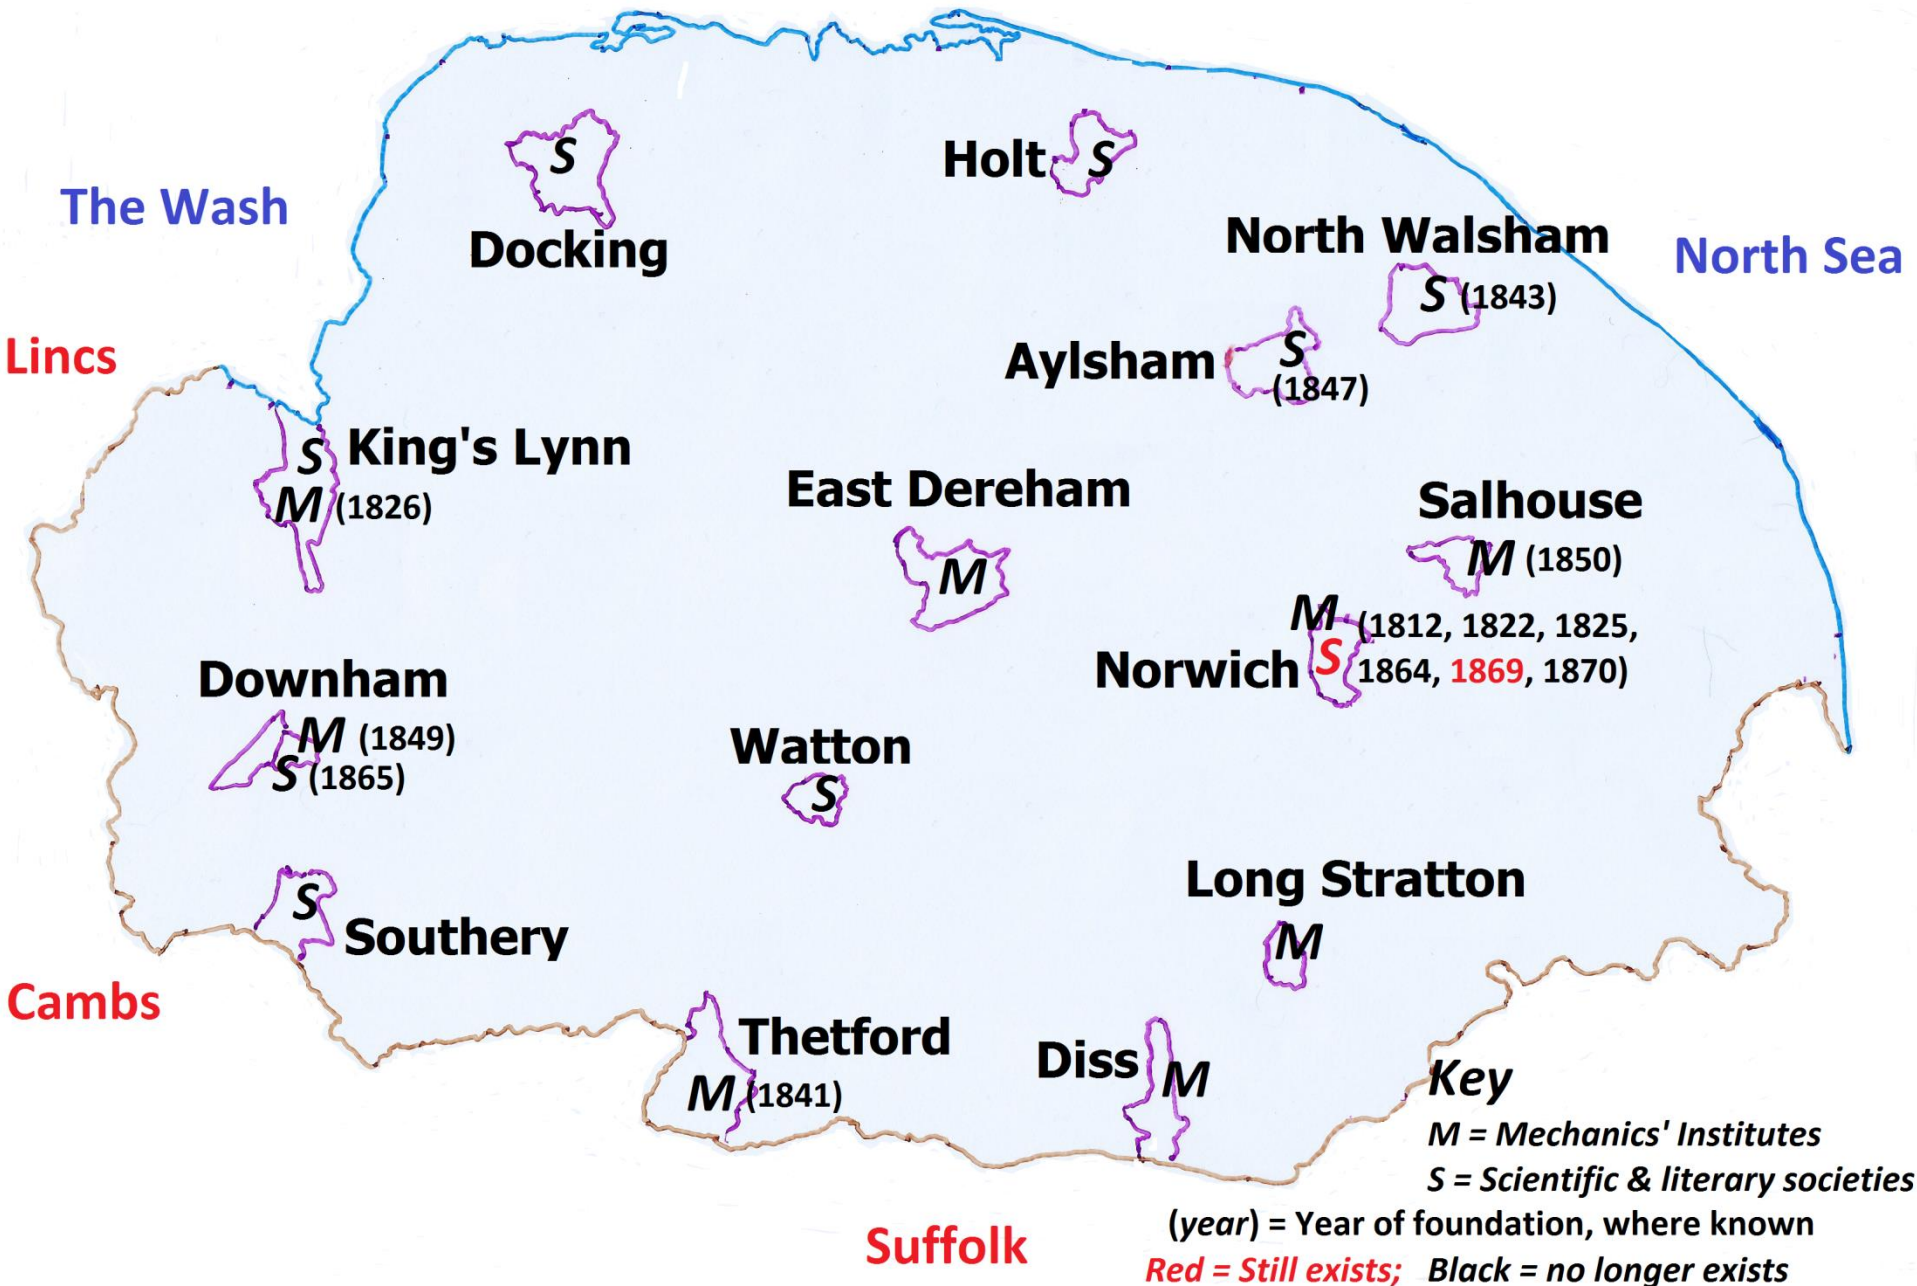 The Wash
S
Docking
Holt S
North Walsham
S (1843)
North Sea
Lincs
Aylsham S
(1847)
S King's Lynn
M (1826)
East Dereham
M
Salhouse
M (1850)
M (1812, 1822, 1825,
Norwich S 1864, 1869, 1870)
Downham
M (1849)
S (1865)
Watton
S
Long Stratton
M
S
Southery
Cambs
Thetford
M (1841)
Diss M
Key
M = Mechanics' Institutes
S = Scientific & literary societies
(year) = Year of foundation, where known
Suffolk
Red = Still exists; Black = no longer exists